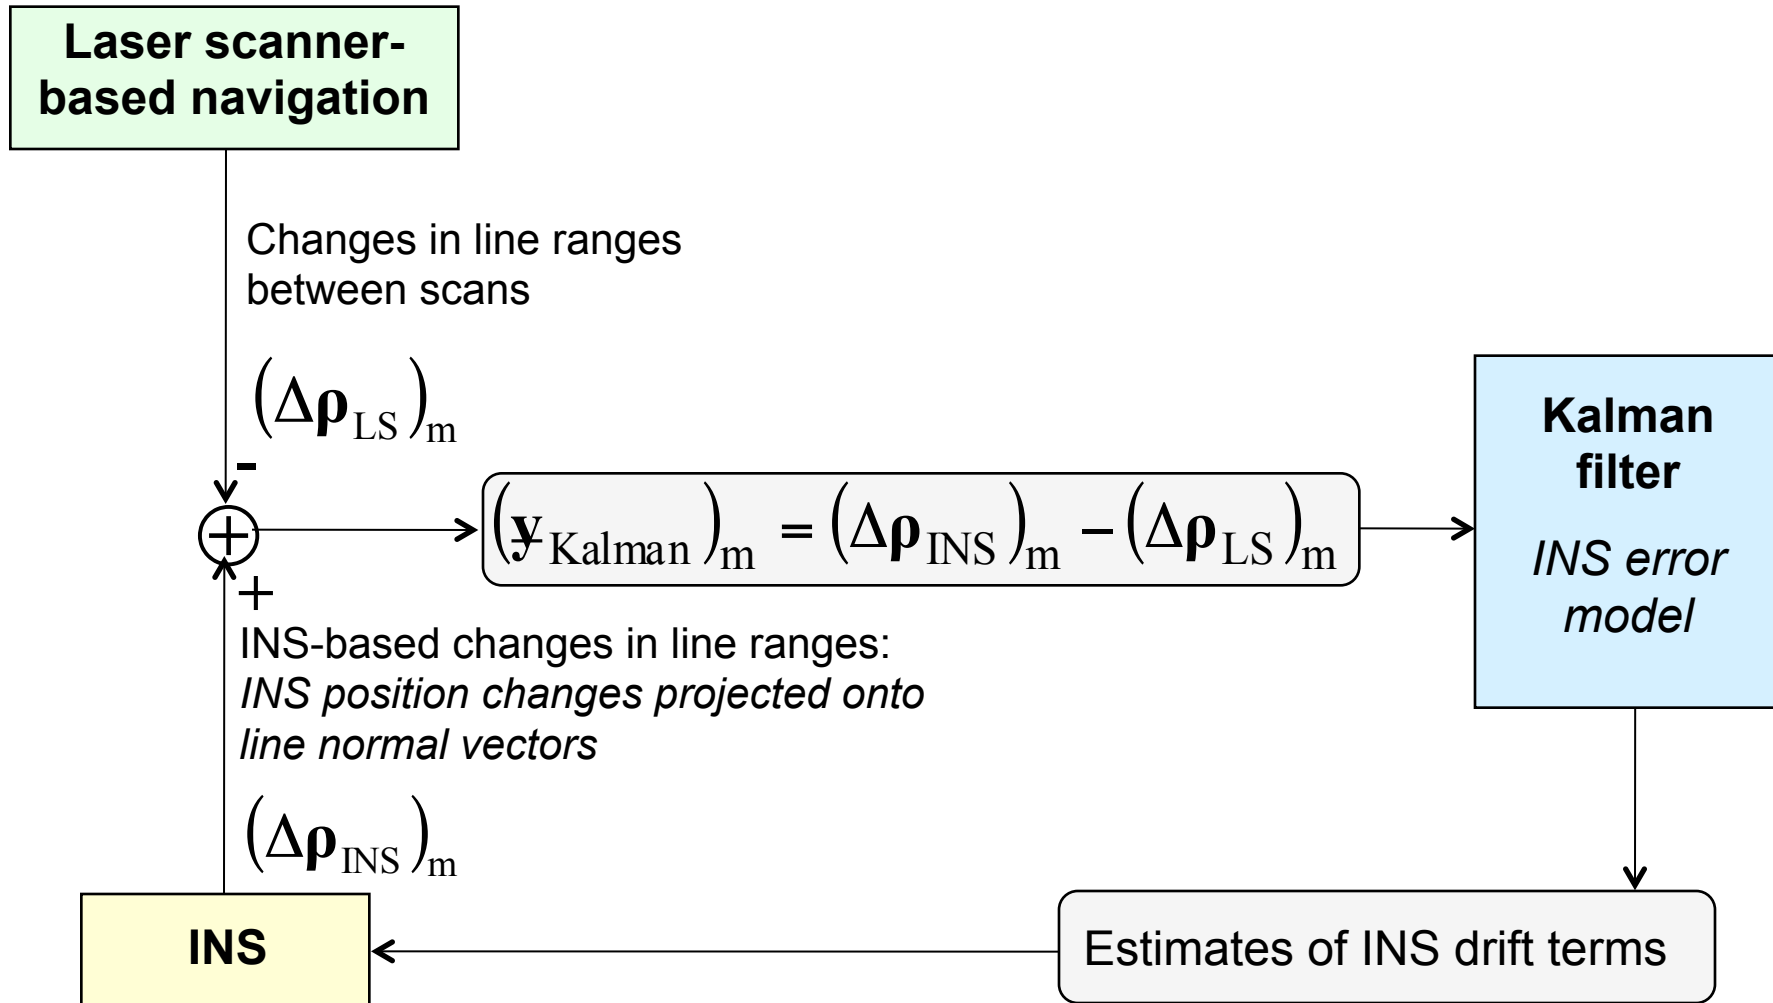 Laser scanner-
based navigation
Changes in line ranges
between scans
(Δρ_LS)_m
-
+
(y_Kalman)_m = (Δρ_INS)_m − (Δρ_LS)_m
Kalman
filter
INS error
model
+
INS-based changes in line ranges:
INS position changes projected onto
line normal vectors
(Δρ_INS)_m
INS
Estimates of INS drift terms